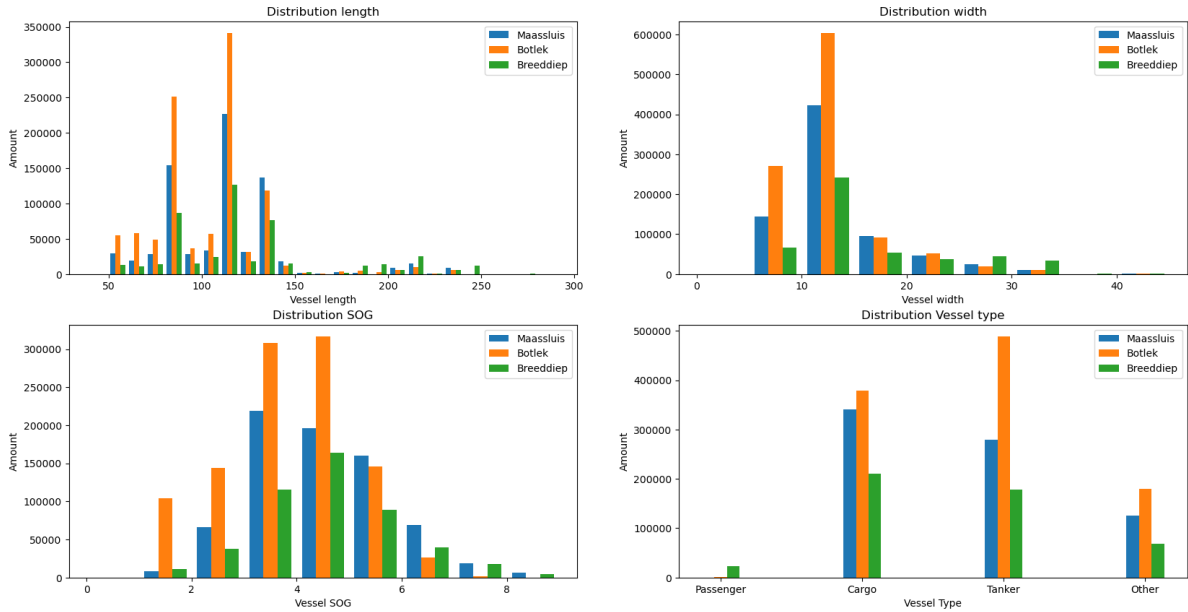 Distribution length
350000
300000
250000
200000
150000
100000
50000
0
Amount
50
100
150
200
250
300
Vessel length
Maassluis
Botlek
Breeddiep
Distribution width
600000
500000
400000
300000
200000
100000
0
Amount
0
10
20
30
40
Vessel width
Maassluis
Botlek
Breeddiep
Distribution SOG
300000
250000
200000
150000
100000
50000
0
Amount
0
2
4
6
8
Vessel SOG
Maassluis
Botlek
Breeddiep
Distribution Vessel type
500000
400000
300000
200000
100000
0
Amount
Passenger
Cargo
Tanker
Other
Vessel Type
Maassluis
Botlek
Breeddiep